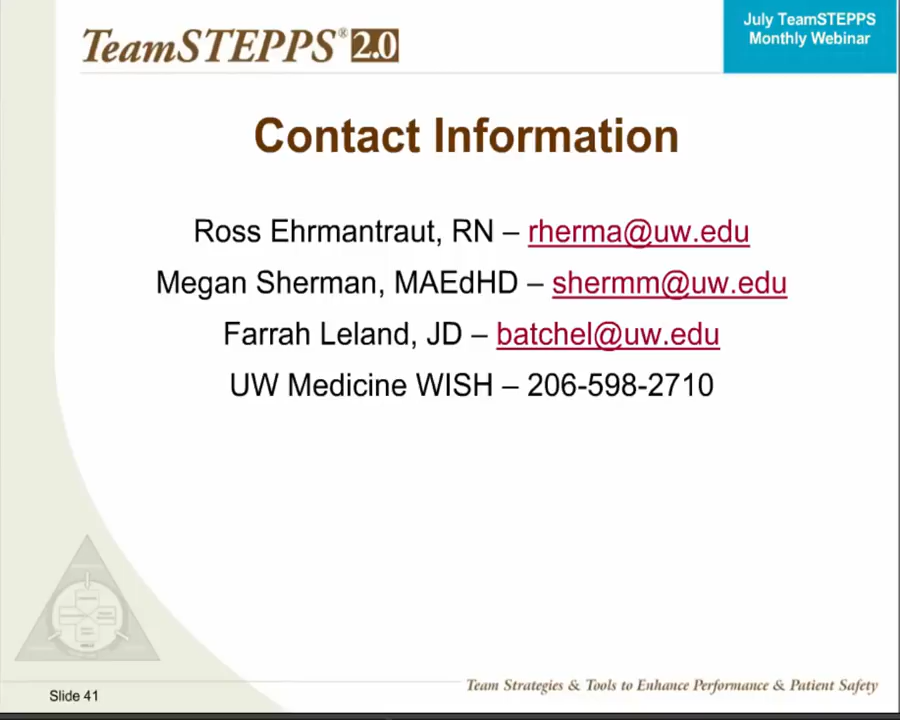 TeamSTEPPS® 2.0
July TeamSTEPPS
Monthly Webinar
Contact Information
Ross Ehrmantraut, RN – rherma@uw.edu
Megan Sherman, MAEdHD – shermm@uw.edu
Farrah Leland, JD – batchel@uw.edu
UW Medicine WISH – 206-598-2710
Slide 41
Team Strategies & Tools to Enhance Performance & Patient Safety